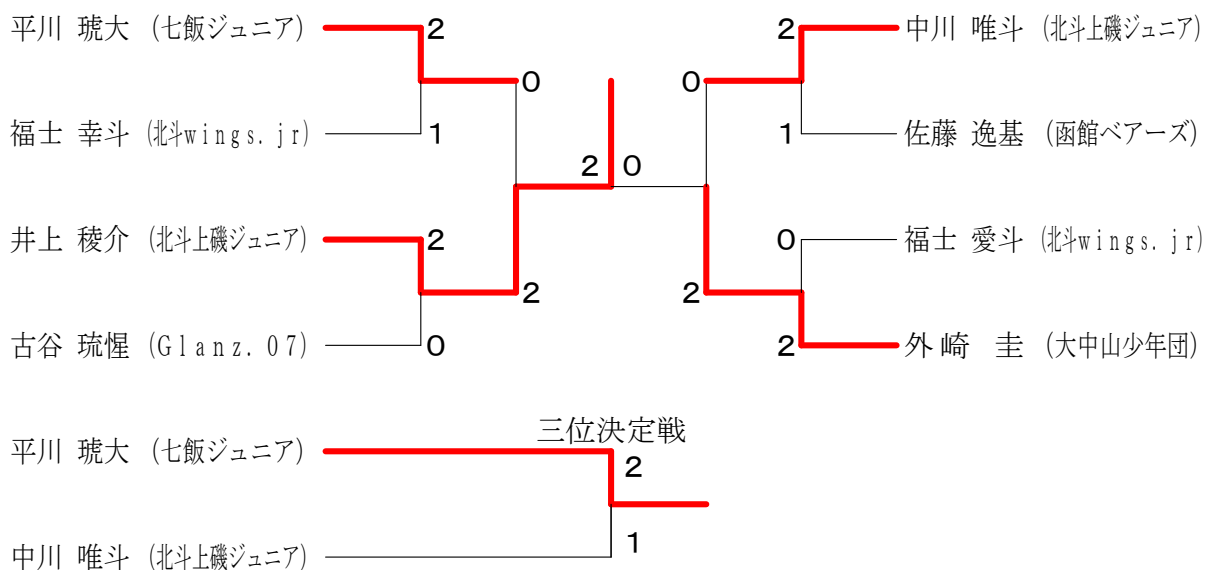 平川 琥大 (七飯ジュニア) 2 2 中川 唯斗 (北斗上磯ジュニア)
0 0
福士 幸斗 (北斗wings.jr) 1 1 佐藤 逸基 (函館ベアーズ)
2 0
井上 稜介 (北斗上磯ジュニア) 2 0 福士 愛斗 (北斗wings.jr)
2 2
古谷 琉惺 (Glanz.07) 0 2 外崎 圭 (大中山少年団)
三位決定戦
平川 琥大 (七飯ジュニア) 2
1
中川 唯斗 (北斗上磯ジュニア)